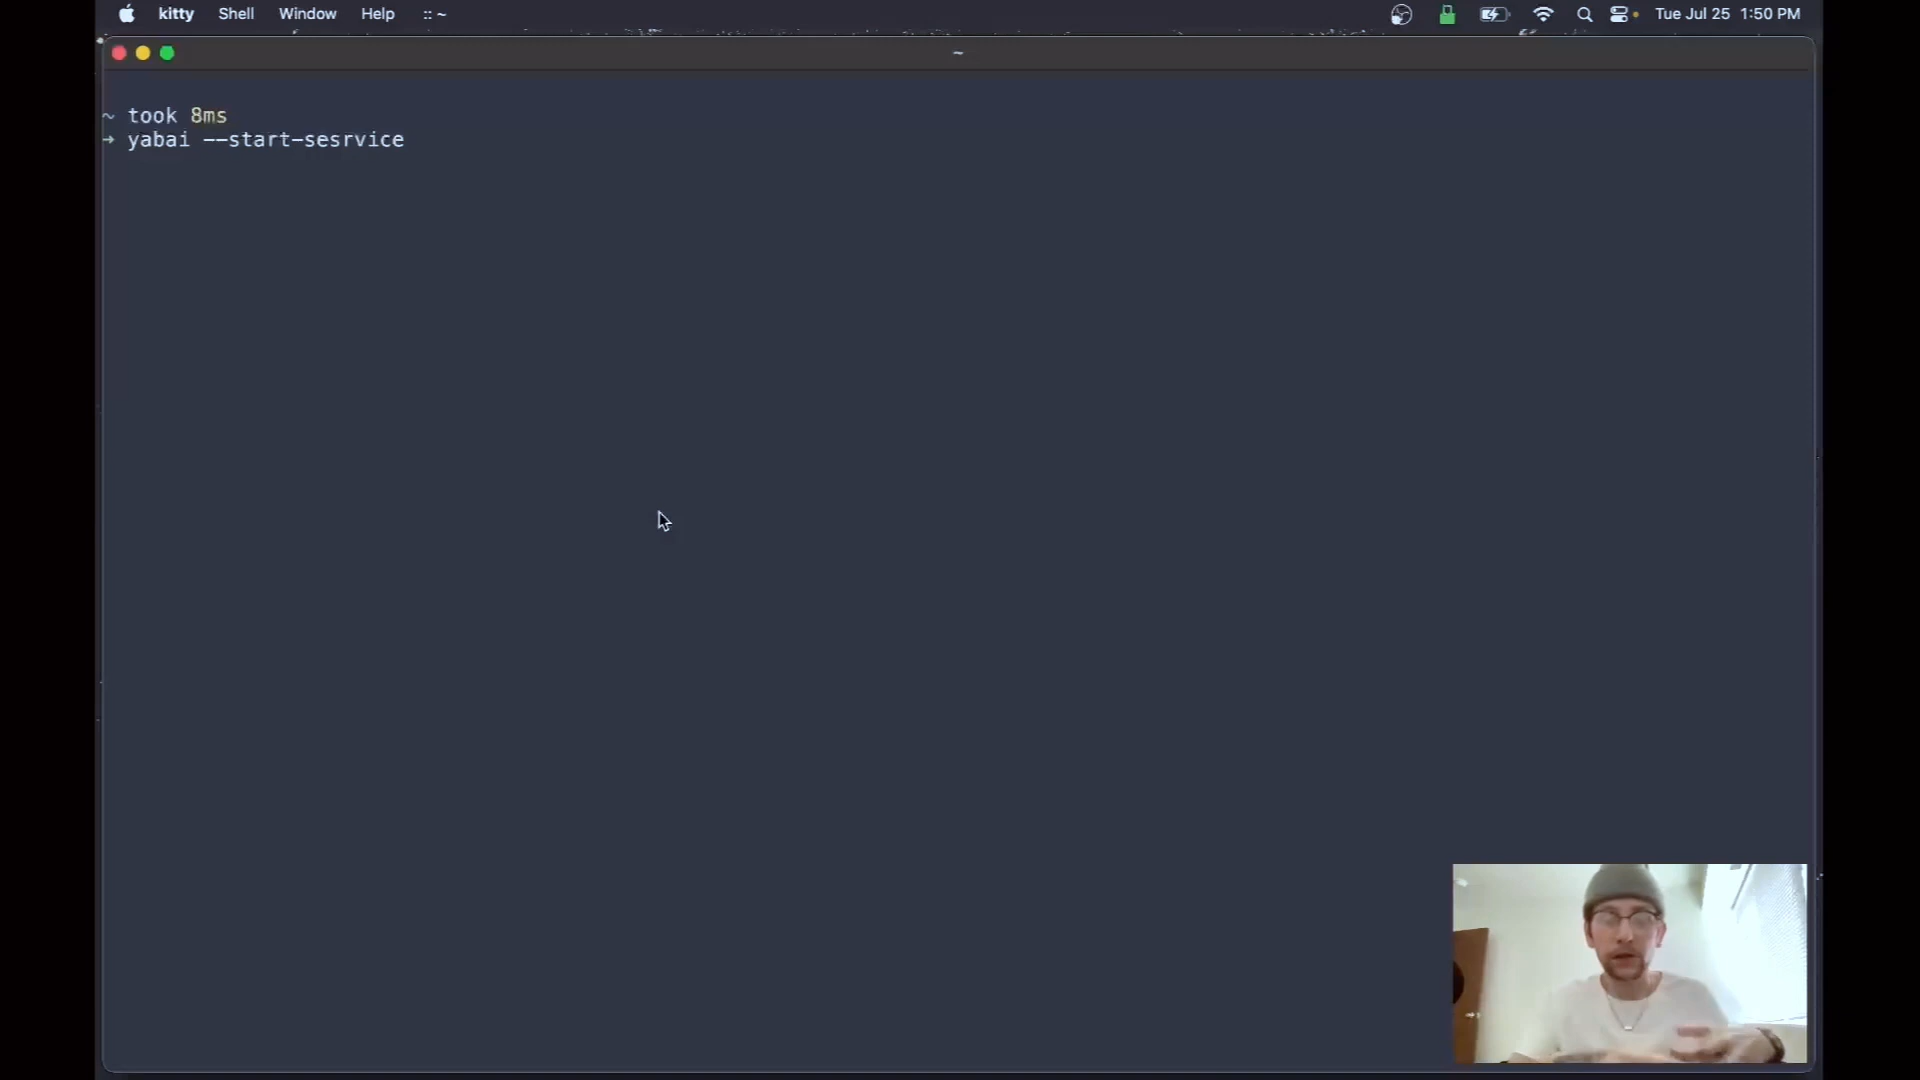 kitty Shell Window Help :: ~ Tue Jul 25 1:50 PM
~
~ took 8ms
→ yabai --start-sesrvice